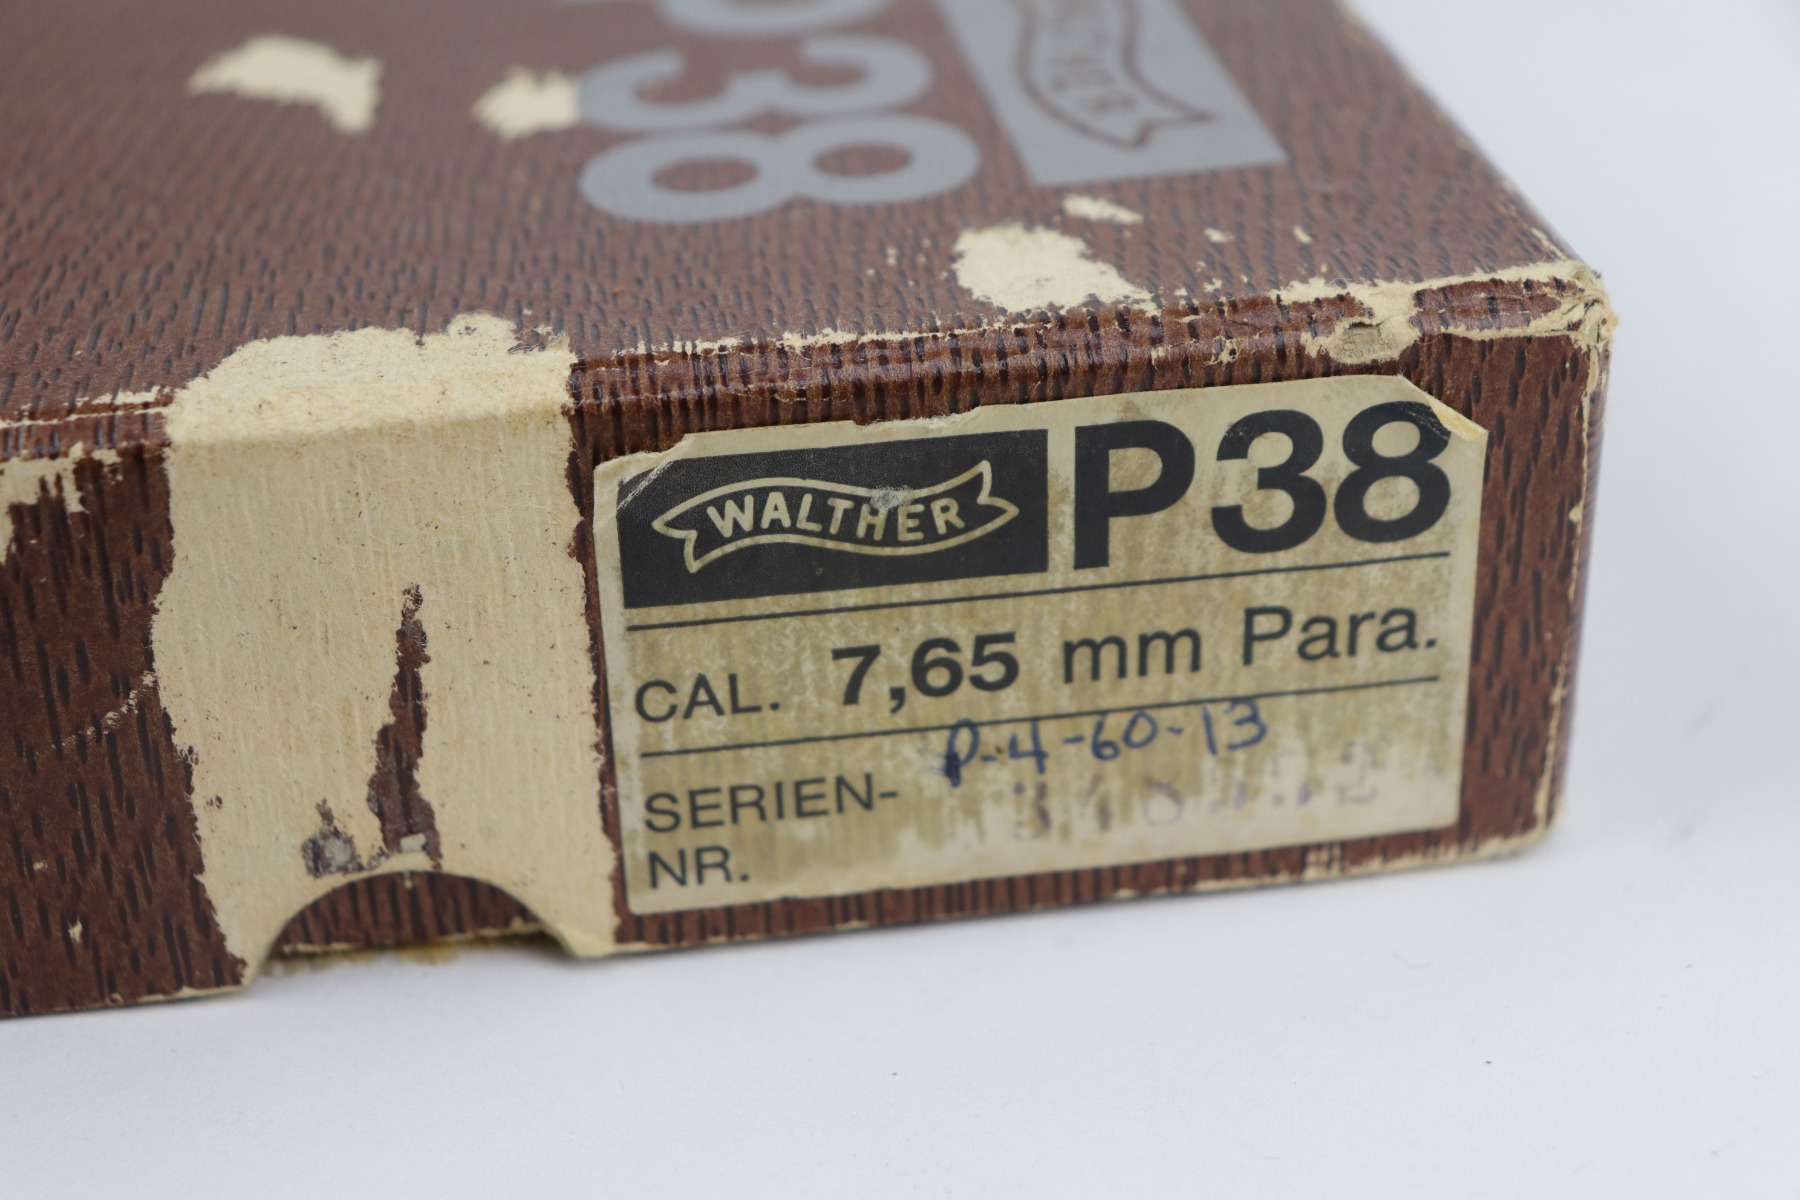 P38
WALTHER
WALTHER P38
CAL. 7,65 mm Para.
P-4-60-13
SERIEN-
NR.